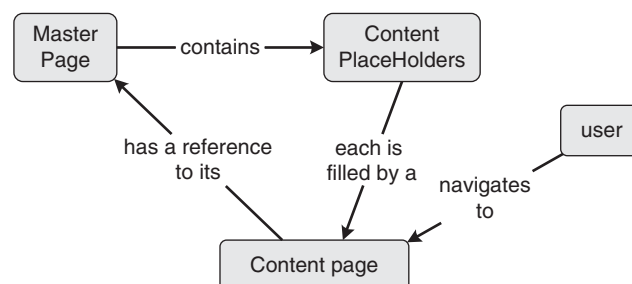 Master
Page
contains
Content
PlaceHolders
has a reference
to its
each is
filled by a
user
navigates
to
Content page